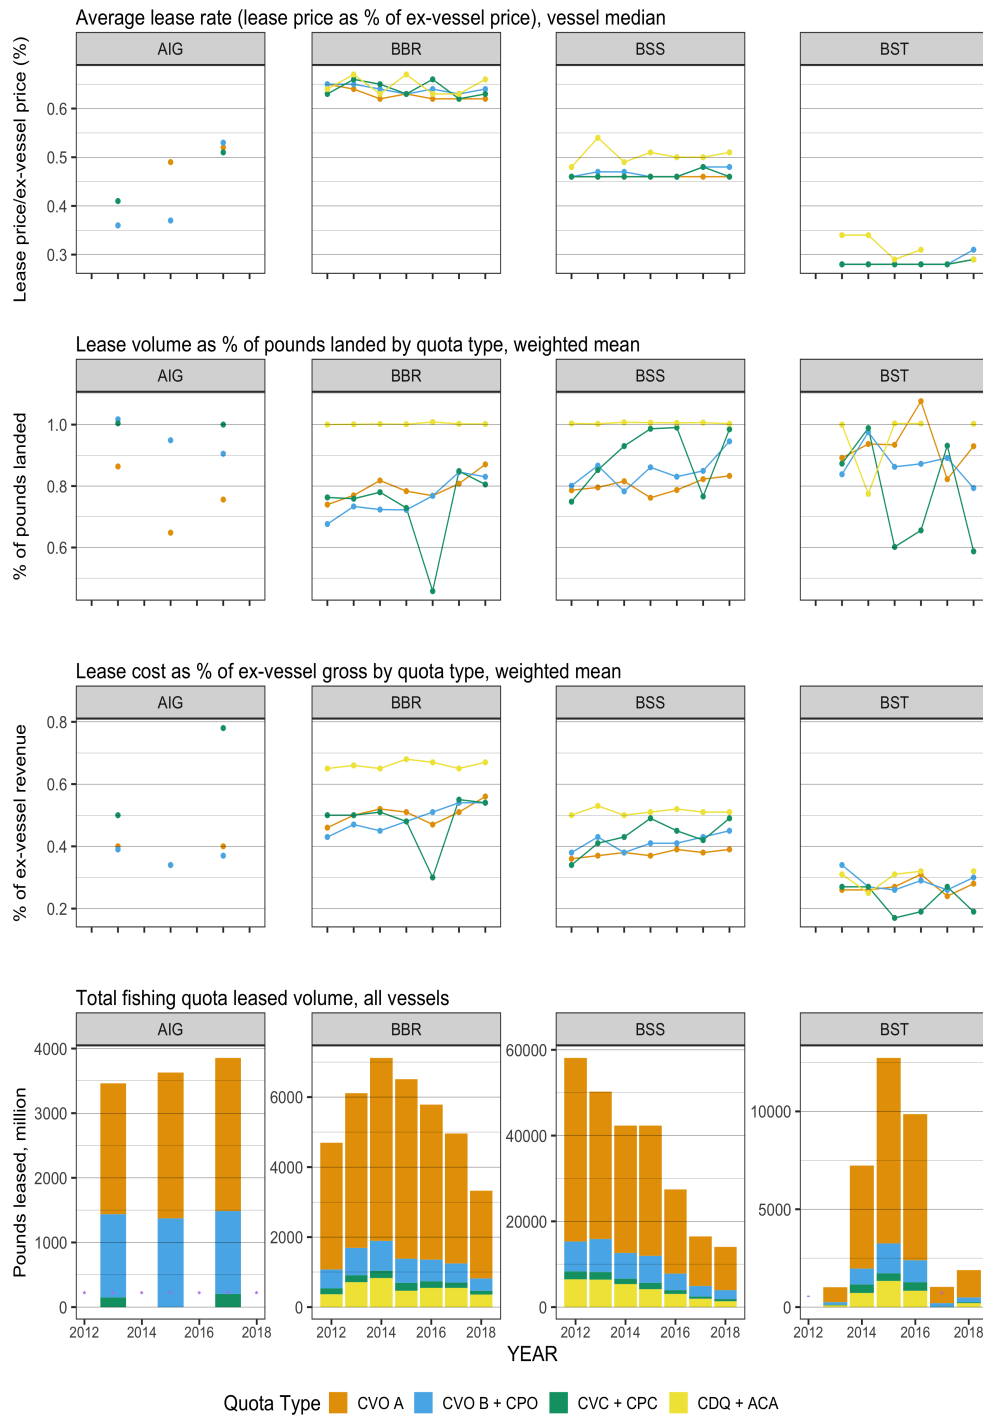 Average lease rate (lease price as % of ex-vessel price), vessel median
AIG BBR BSS BST
Lease price/ex-vessel price (%)
0.6
0.5
0.4
0.3
Lease volume as % of pounds landed by quota type, weighted mean
AIG BBR BSS BST
% of pounds landed
1.0
0.8
0.6
Lease cost as % of ex-vessel gross by quota type, weighted mean
AIG BBR BSS BST
% of ex-vessel revenue
0.8
0.6
0.4
0.2
Total fishing quota leased volume, all vessels
AIG BBR BSS BST
Pounds leased, million
4000
3000
2000
1000
0
6000
4000
2000
0
60000
40000
20000
0
10000
5000
0
2012 2014 2016 2018 2012 2014 2016 2018 2012 2014 2016 2018 2012 2014 2016 2018
YEAR
Quota Type CVO A CVO B + CPO CVC + CPC CDQ + ACA